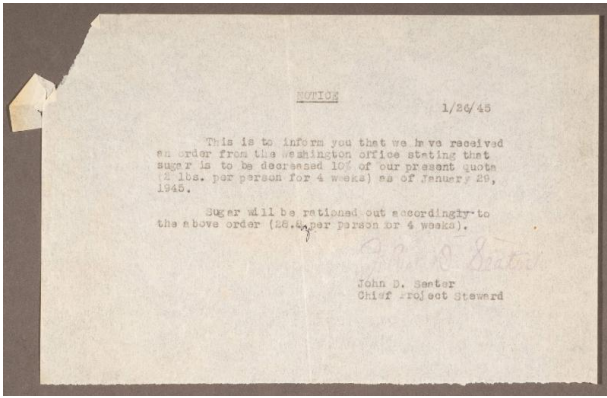 NOTICE
1/26/45
This is to inform you that we have received
an order from the Washington office stating that
sugar is to be decreased 10% of our present quota
(2 lbs. per person for 4 weeks) as of January 29,
1945.
Sugar will be rationed out accordingly to
the above order (28.8 per person for 4 weeks).
John D. Seater
John D. Seater
Chief Project Steward